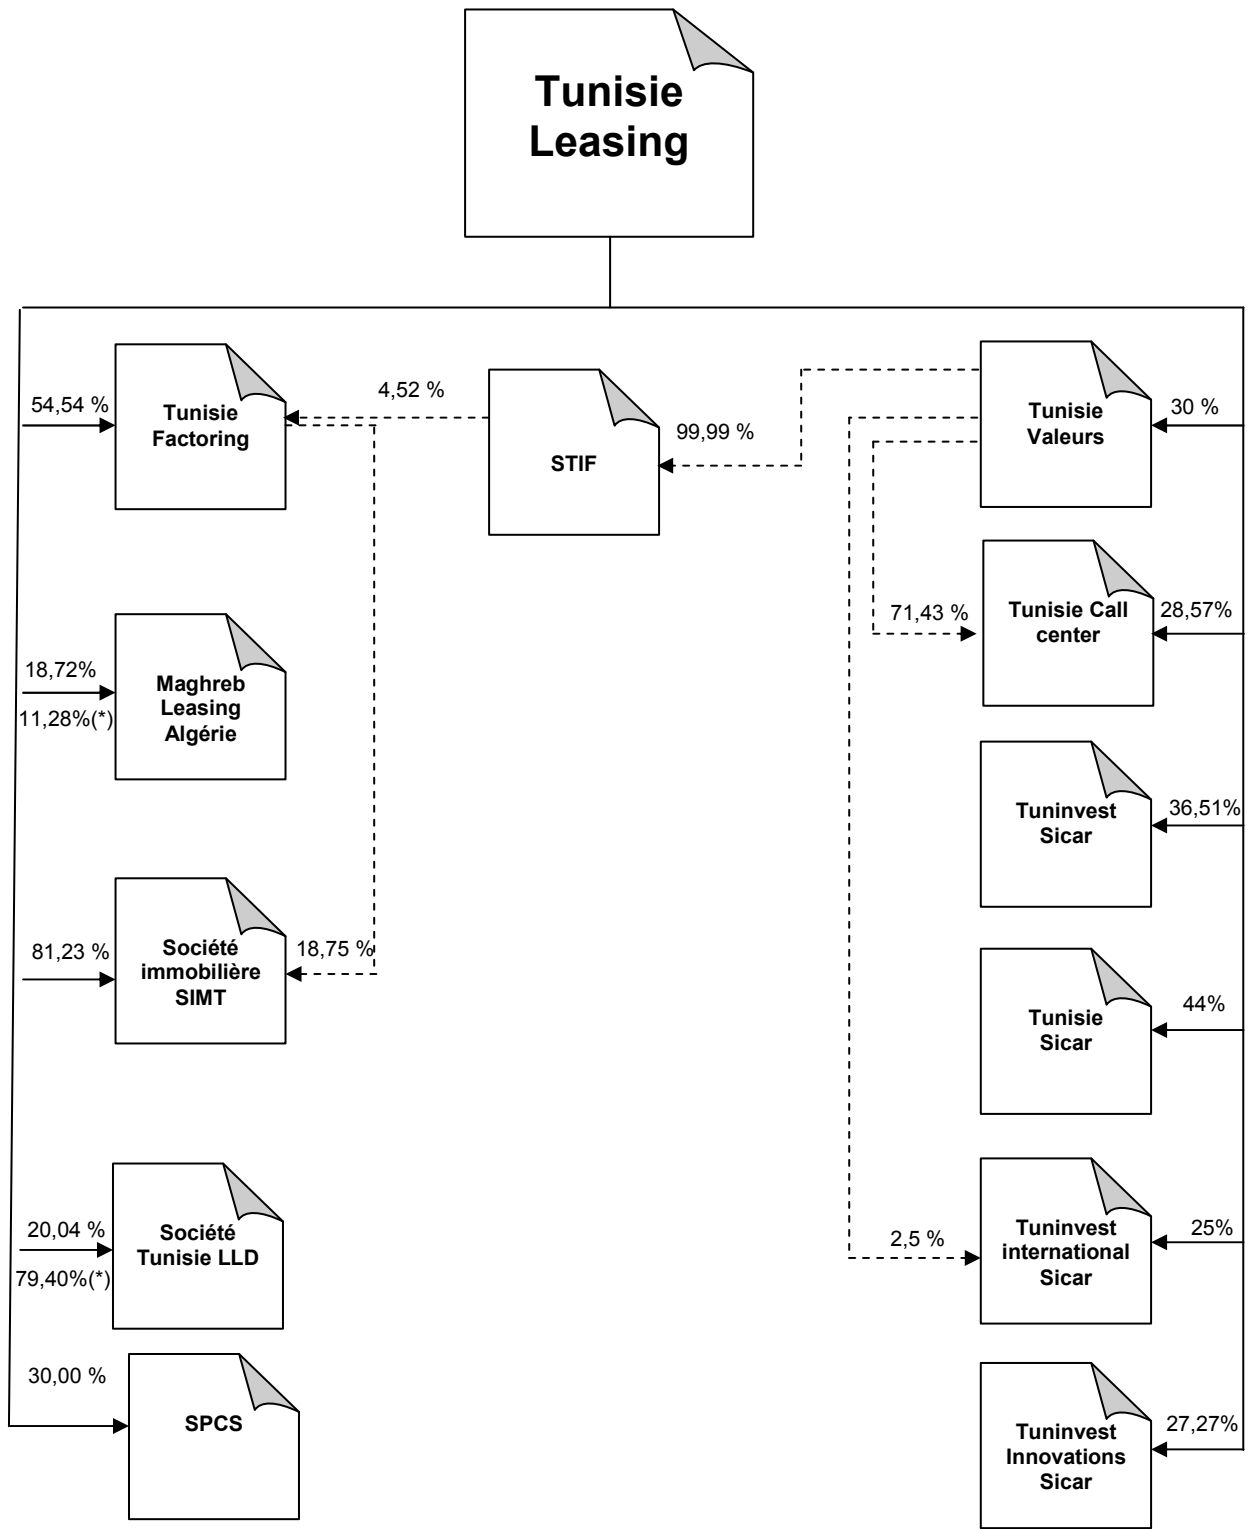 Tunisie
Leasing
54,54 %
Tunisie
Factoring
4,52 %
STIF
99,99 %
Tunisie
Valeurs
30 %
71,43 %
Tunisie Call
center
28,57%
18,72%
11,28%(*)
Maghreb
Leasing
Algérie
Tuninvest
Sicar
36,51%
81,23 %
Société
immobilière
SIMT
18,75 %
Tunisie
Sicar
44%
20,04 %
79,40%(*)
Société
Tunisie LLD
2,5 %
Tuninvest
international
Sicar
25%
30,00 %
SPCS
Tuninvest
Innovations
Sicar
27,27%